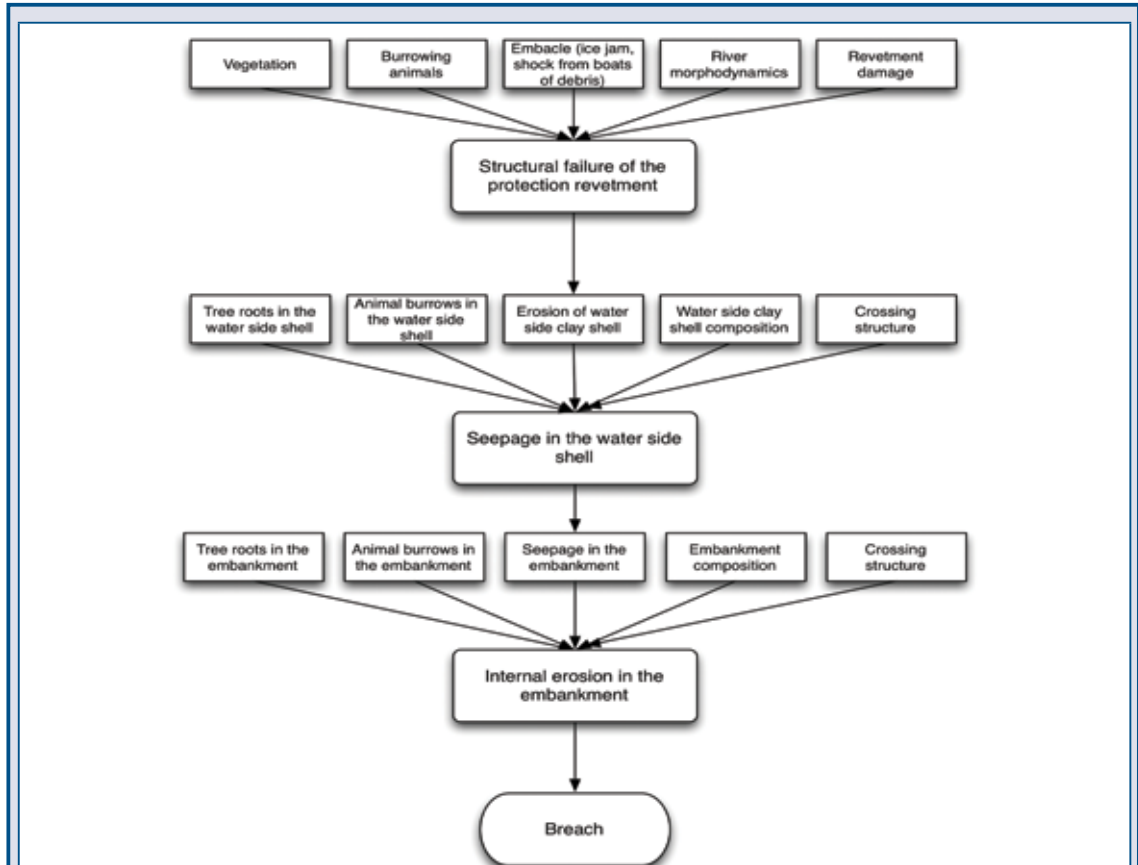 Vegetation
Burrowing
animals
Embacle (ice jam,
shock from boats
of debris)
River
morphodynamics
Revetment
damage
Structural failure of the
protection revetment
Tree roots in the
water side shell
Animal burrows in
the water side
shell
Erosion of water
side clay shell
Water side clay
shell composition
Crossing
structure
Seepage in the water side
shell
Tree roots in the
embankment
Animal burrows in
the embankment
Seepage in the
embankment
Embankment
composition
Crossing
structure
Internal erosion in the
embankment
Breach